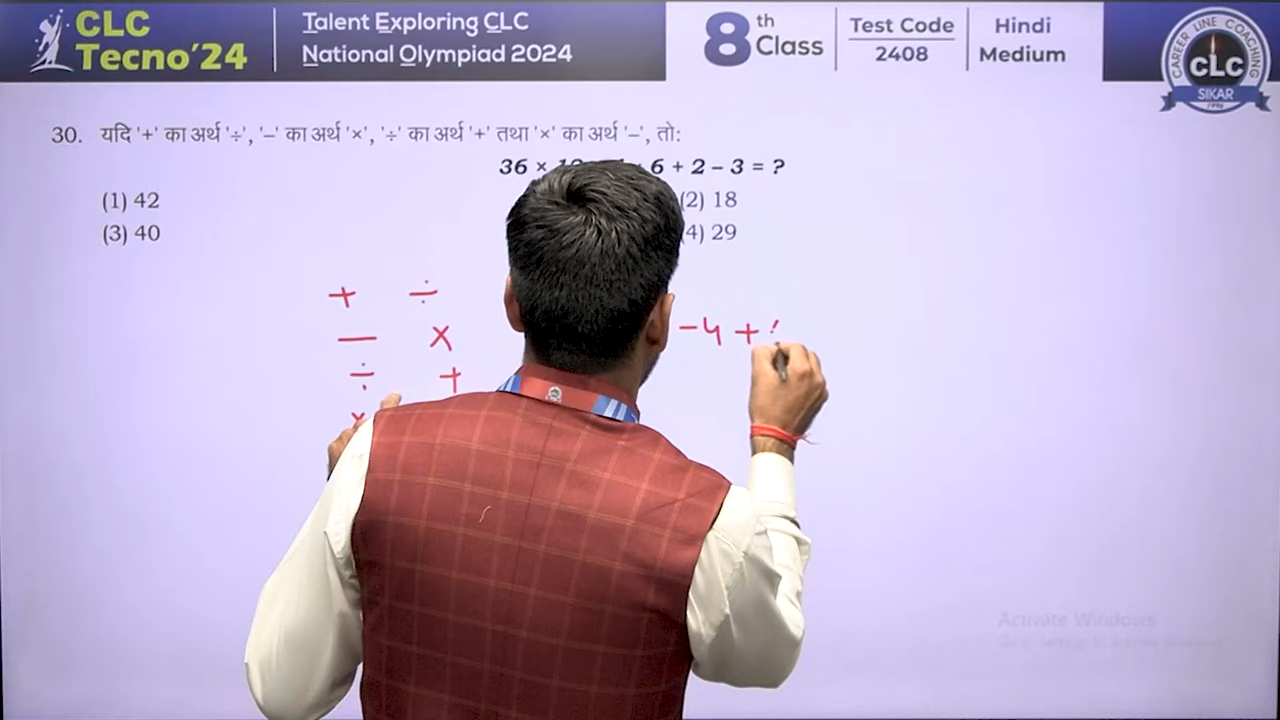 CLC
Tecno'24
Talent Exploring CLC
National Olympiad 2024
8th Class
Test Code
2408
Hindi
Medium
CAREER LINE COACHING
CLC
SIKAR
30. यदि '+' का अर्थ '÷', '–' का अर्थ '×', '÷' का अर्थ '+' तथा '×' का अर्थ '–', तो:
36 × 6 + 2 – 3 = ?
(1) 42 (2) 18
(3) 40 (4) 29
+ ÷
– ×
÷ +
×
-4 +
Activate Windows